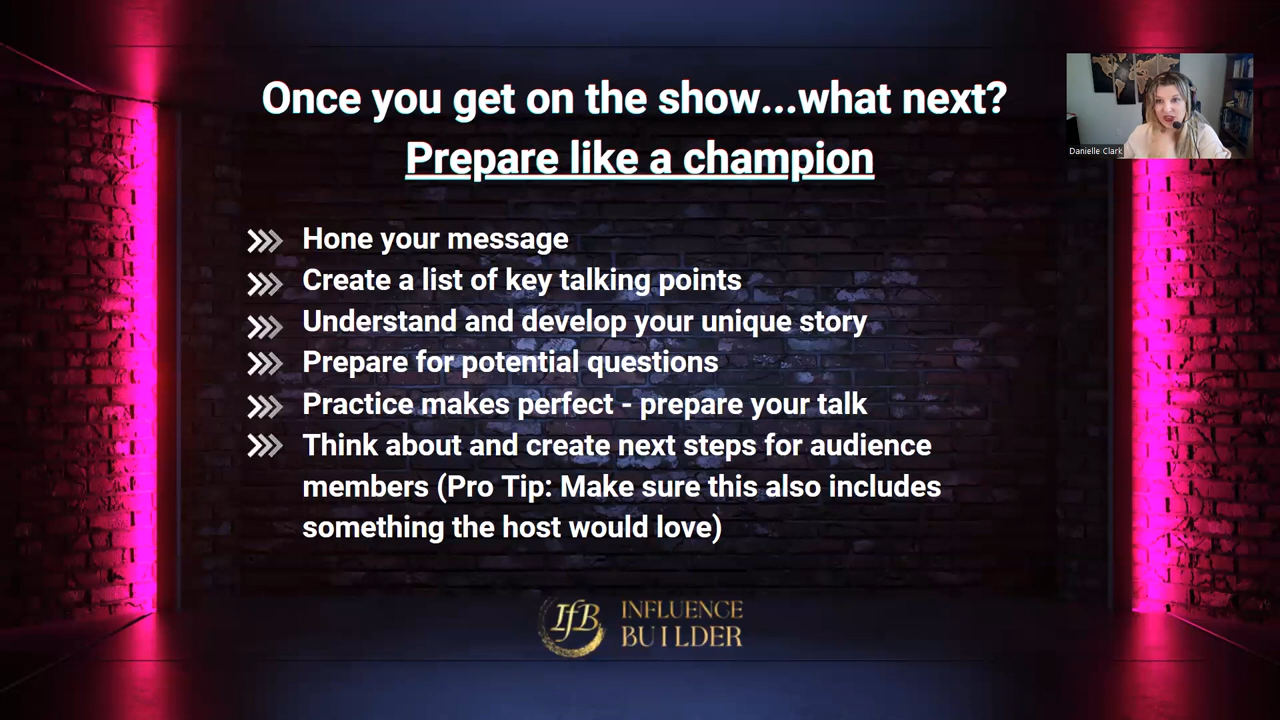 Once you get on the show...what next?
Prepare like a champion
Danielle Clark
Hone your message
Create a list of key talking points
Understand and develop your unique story
Prepare for potential questions
Practice makes perfect - prepare your talk
Think about and create next steps for audience
members (Pro Tip: Make sure this also includes
something the host would love)
IfB
INFLUENCE
BUILDER